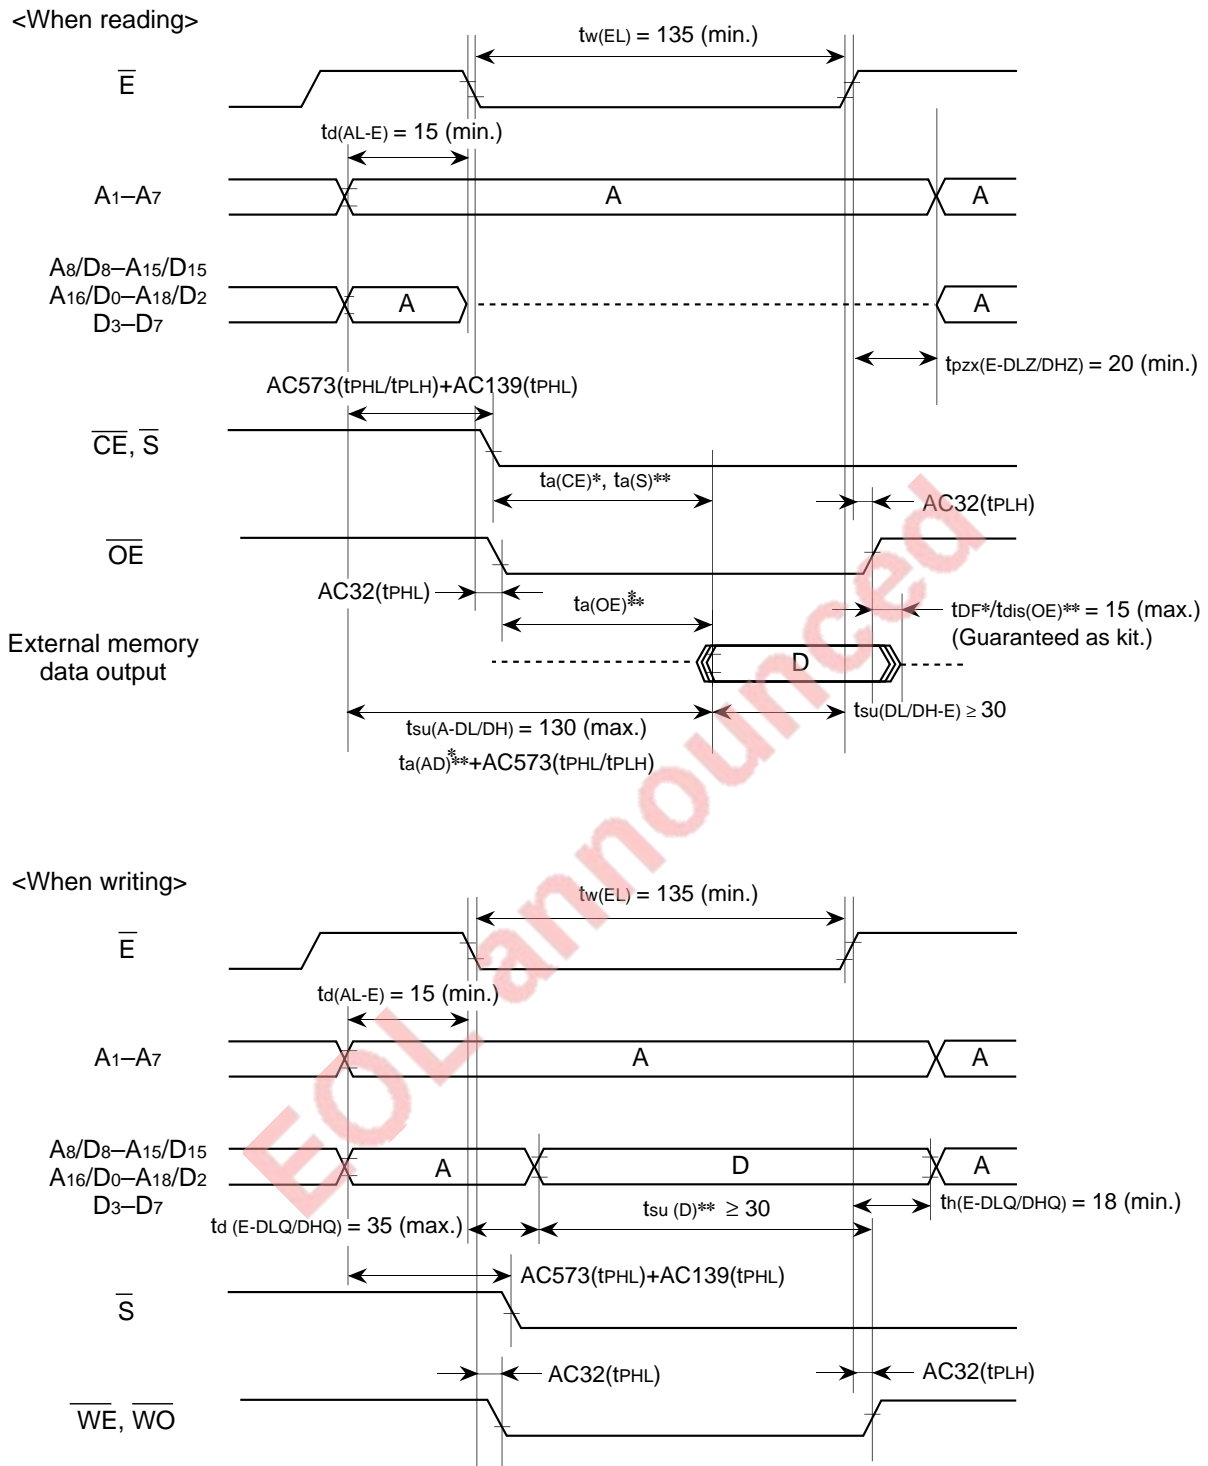 <When reading>
tw(EL) = 135 (min.)
E
td(AL-E) = 15 (min.)
A1–A7
A
A
A8/D8–A15/D15
A16/D0–A18/D2
D3–D7
A
A
tpzx(E-DLZ/DHZ) = 20 (min.)
AC573(tPHL/tPLH)+AC139(tPHL)
CE, S
ta(CE)*, ta(S)**
AC32(tPLH)
OE
AC32(tPHL)
ta(OE)***
tDF*/tdis(OE)** = 15 (max.)
(Guaranteed as kit.)
External memory
data output
D
tsu(A-DL/DH) = 130 (max.)
tsu(DL/DH-E) ≥ 30
ta(AD)***+AC573(tPHL/tPLH)
EOL announced
<When writing>
tw(EL) = 135 (min.)
E
td(AL-E) = 15 (min.)
A1–A7
A
A
A8/D8–A15/D15
A16/D0–A18/D2
D3–D7
A
D
A
td (E-DLQ/DHQ) = 35 (max.)
tsu (D)** ≥ 30
th(E-DLQ/DHQ) = 18 (min.)
AC573(tPHL)+AC139(tPHL)
S
AC32(tPHL)
AC32(tPLH)
WE, WO